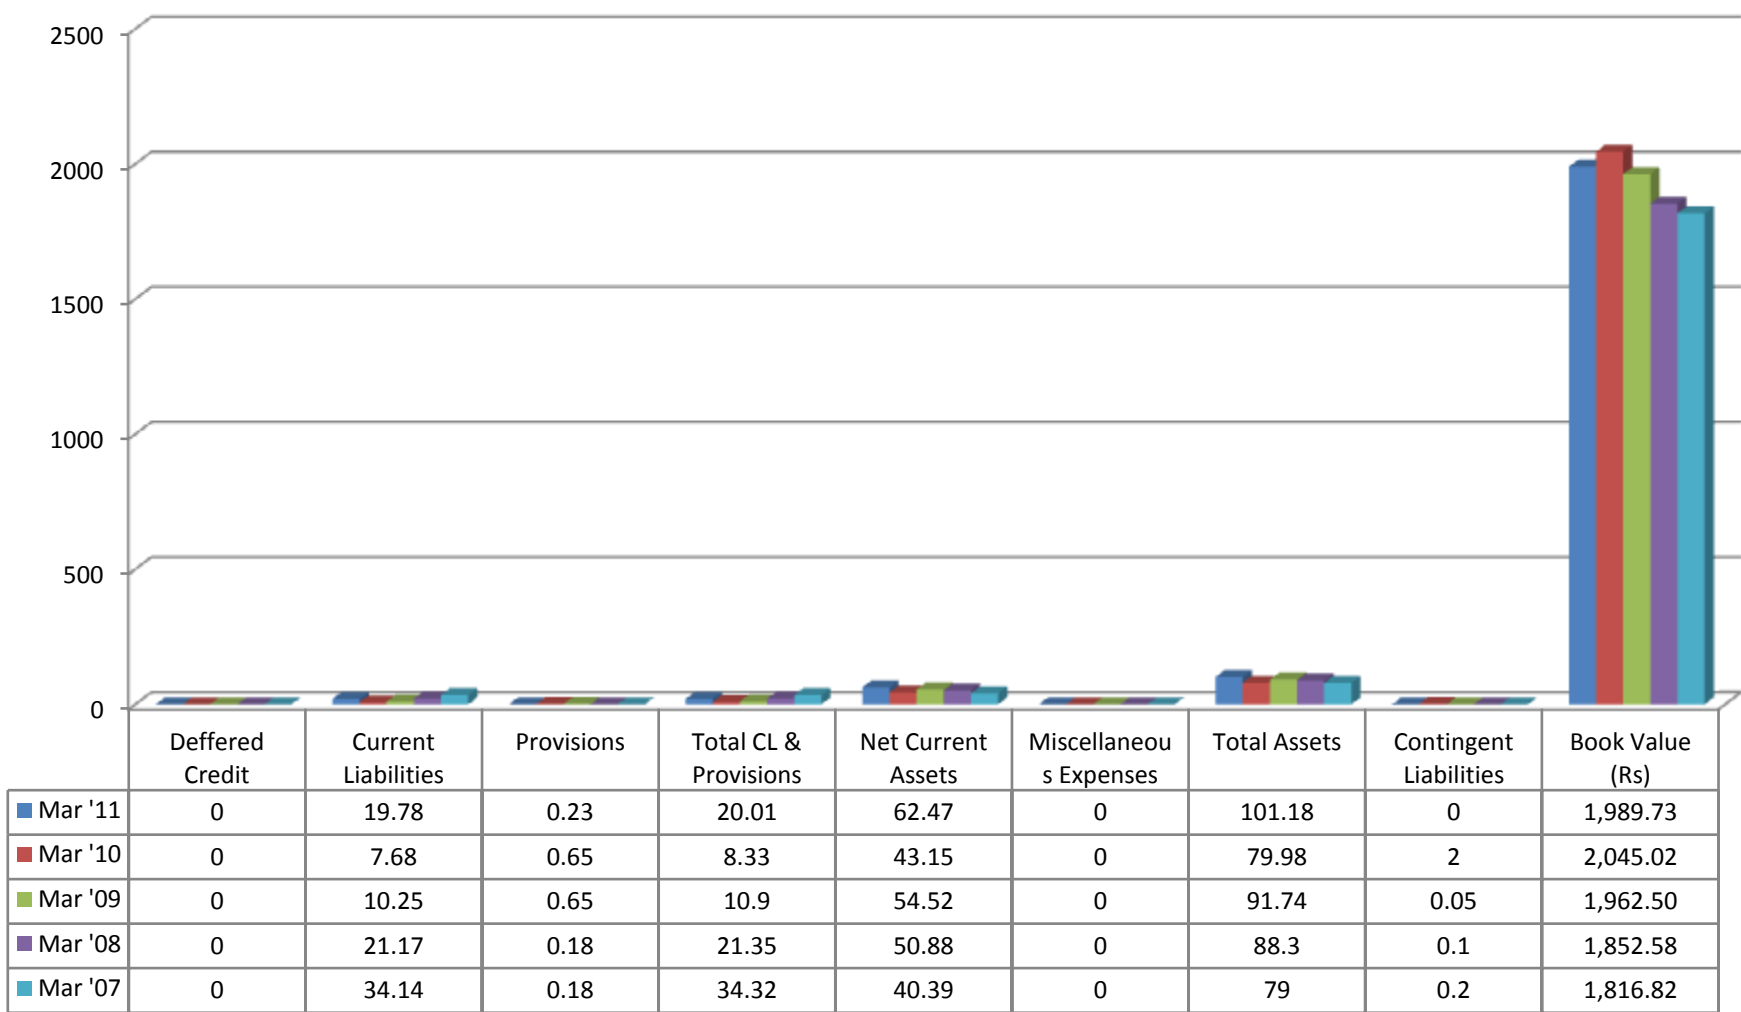 2500
2000
1500
1000
500
0
Deffered Credit Current Liabilities Provisions Total CL & Provisions Net Current Assets Miscellaneou s Expenses Total Assets Contingent Liabilities Book Value (Rs)
Mar '11 0 19.78 0.23 20.01 62.47 0 101.18 0 1,989.73
Mar '10 0 7.68 0.65 8.33 43.15 0 79.98 2 2,045.02
Mar '09 0 10.25 0.65 10.9 54.52 0 91.74 0.05 1,962.50
Mar '08 0 21.17 0.18 21.35 50.88 0 88.3 0.1 1,852.58
Mar '07 0 34.14 0.18 34.32 40.39 0 79 0.2 1,816.82